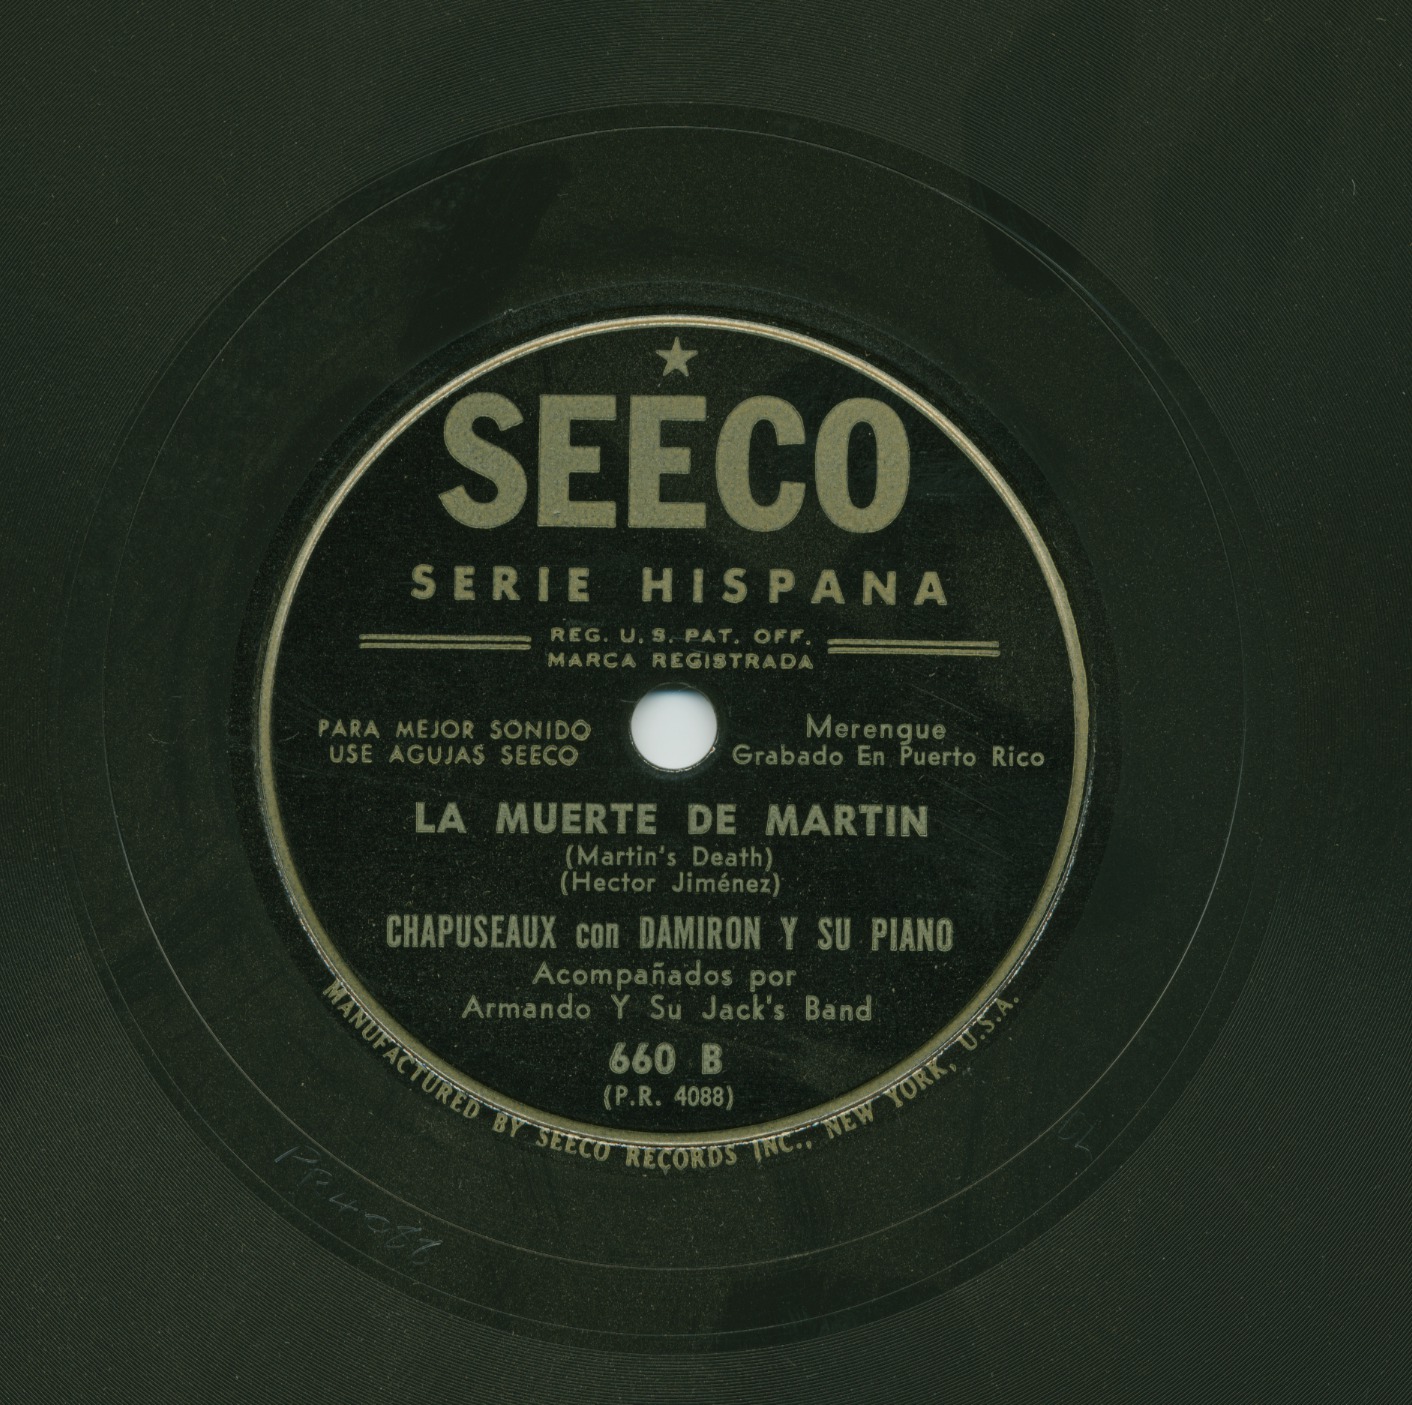 SEECO
SERIE HISPANA
REG. U. S. PAT. OFF.
MARCA REGISTRADA
PARA MEJOR SONIDO
USE AGUJAS SEECO
Merengue
Grabado En Puerto Rico
LA MUERTE DE MARTIN
(Martin's Death)
(Hector Jiménez)
CHAPUSEAUX con DAMIRON Y SU PIANO
Acompañados por
Armando Y Su Jack's Band
660 B
(P.R. 4088)
MANUFACTURED BY SEECO RECORDS INC., NEW YORK, U.S.A.
PR4088